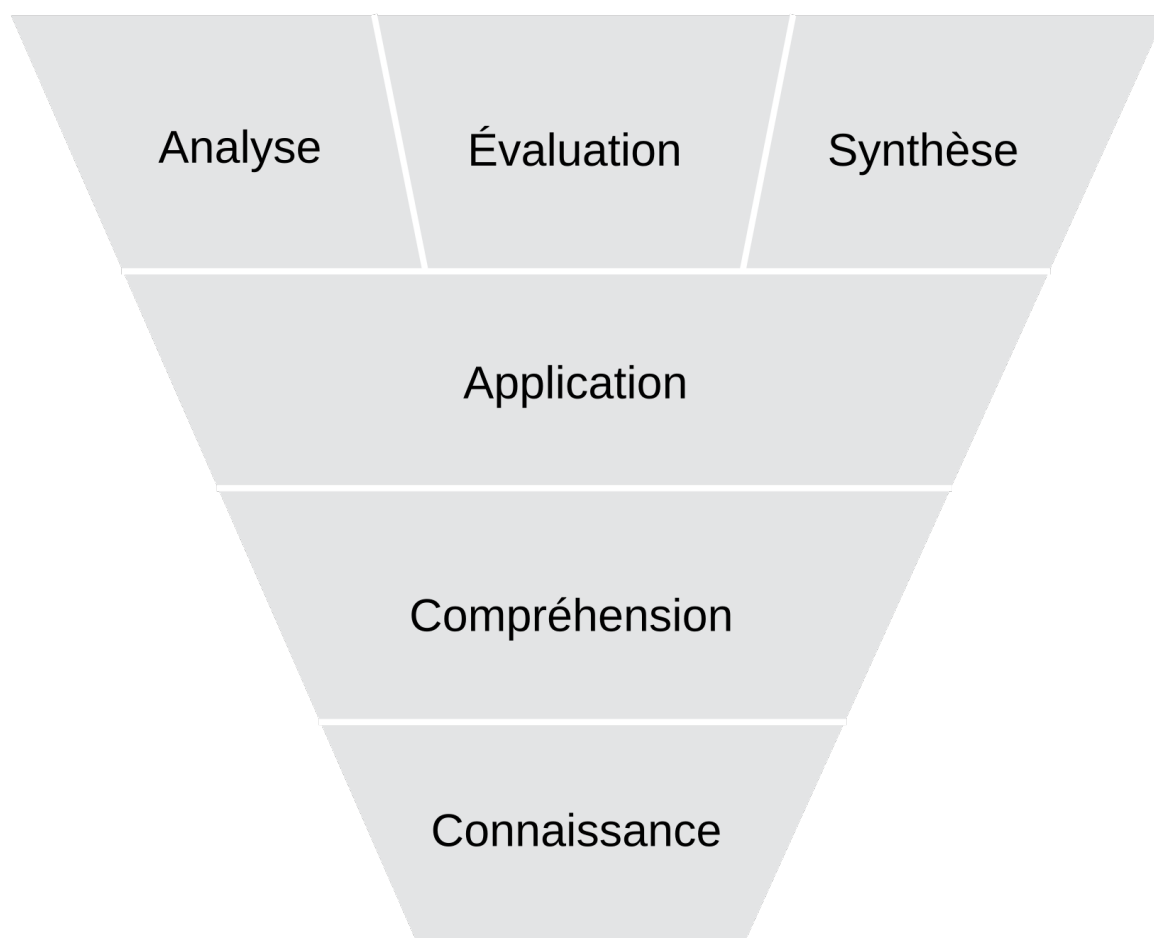 Analyse
Évaluation
Synthèse
Application
Compréhension
Connaissance